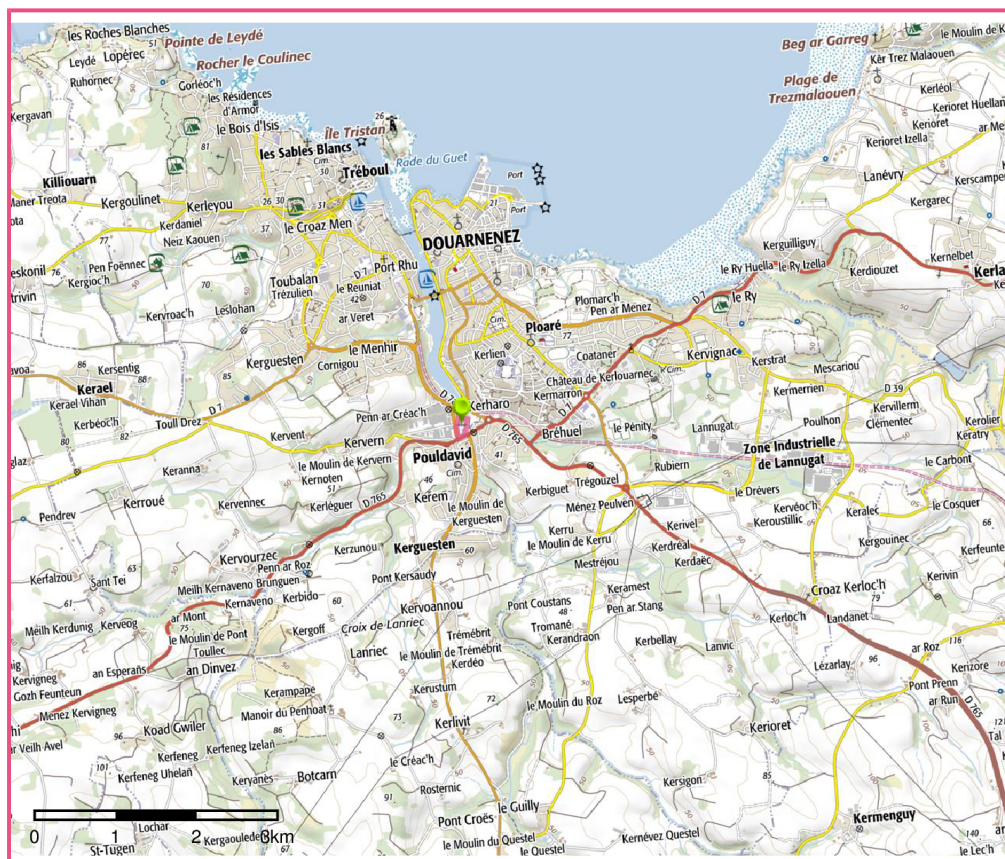 les Roches Blanches
Pointe de Leydé
Leydé
Lopérec
Rocher le Coulinec
Ruhornec
Gorléoc'h
Kergavan
les Résidences
d'Armor
le Bois d'Isis
Île Tristan
les Sables Blancs
Rade du Guet
Tréboul
Killiouarn
Kergoulinet
Kerleyou
le Croaz Men
Kerdaniel
Neiz Kaouen
Pen Foënnec
Kergioc'h
Toubalan
Trézulien
D 7
le Reuniat
Port Rhu
DOUARNENEZ
Port
Port
Beg ar Garreg
Kêr Trez Malaouen
Plage de
Trezmalaouen
Kerléol
Kerioret Huellan
Kerioret
Kerioret Izella
Lanévry
Kergarec
Kerguilliguy
Kernelbet
le Ry Huella
le Ry Izella
Kerdiouzet
le Ry
D 7
Plomarc'h
Pen ar Menez
Ploaré
Kervroac'h
Leslohan
ar Veret
le Menhir
Kerguesten
Cornigou
Kerlien
Coataner
Kervignac
Kerstrat
Mescariou
Château de Kerlouarnec
Kermarron
Kermerrien
D 39
Kersentig
Kerael
Kerael-Vihan
Kerbéoc'h
Toull Drez
D 7
Penn ar Créac'h
Kerharo
Kervent
Kervern
le Moulin de Kervern
Kernoten
Pouldavid
D 765
Bréhuel
le Pénity
Lannugat
Poulhon
Kervillerm
Clémentec
Kerolier
Keratry
Zone Industrielle
de Lannugat
Rubiern
le Carbont
Keranna
Kerroué
Kervennec
Kerléguer
D 765
Kerem
le Moulin de
Kerguesten
Kerbiguet
Trégouzel
Ménez Peulven
le Drévers
Kervéoc'h
Keroustillic
Keralec
le Cosquer
Pendrev
Kervourzec
Kerzunou
Kerguesten
Kerru
le Moulin de Kerru
Kerivel
Kerdréal
Kerdaëc
Kergouinec
Mestréjou
Penn ar Roz
Kerfalzou
Sant Tei
Meilh Kernaveno
Brunguen
Kernaveno
Kerbido
Pont Kersaudy
Kervoannou
Pont Coustans
Keramest
Pen ar Stang
Croaz Kerloc'h
Kerivin
Meilh Kerdunig
Kerveog
ar Mont
le Moulin de Pont
Toullec
Kergoff
Croix de Lanriec
Lanriec
Trémébrit
le Moulin de Trémébrit
Kerdéo
Tromané
Kerandraon
Kerbellay
Lanvic
Kerloc'h
Landanet
Lézarlay
ar Roz
Kerizore
Pont Prenn
ar Run
D 765
an Esperañs
an Dinvez
Kervigneg
Gozh Feunteun
Menez Kervigneg
Kerampape
Manoir du Penhoat
Koad Gwiler
Kerfeneg Izelañ
Kerfeneg
Kerfeneg Uhelañ
Keryanès
Botcarn
Kerustum
Kerlivit
le Créac'h
Rosternic
le Moulin du Roz
Lesperbé
Kerioret
Kersigon
le Guilly
Pont Croës
le Moulin du Questel
le Questel
Kernévez Questel
Kermenguy
Lochar
St-Tugen
0 1 2 3km